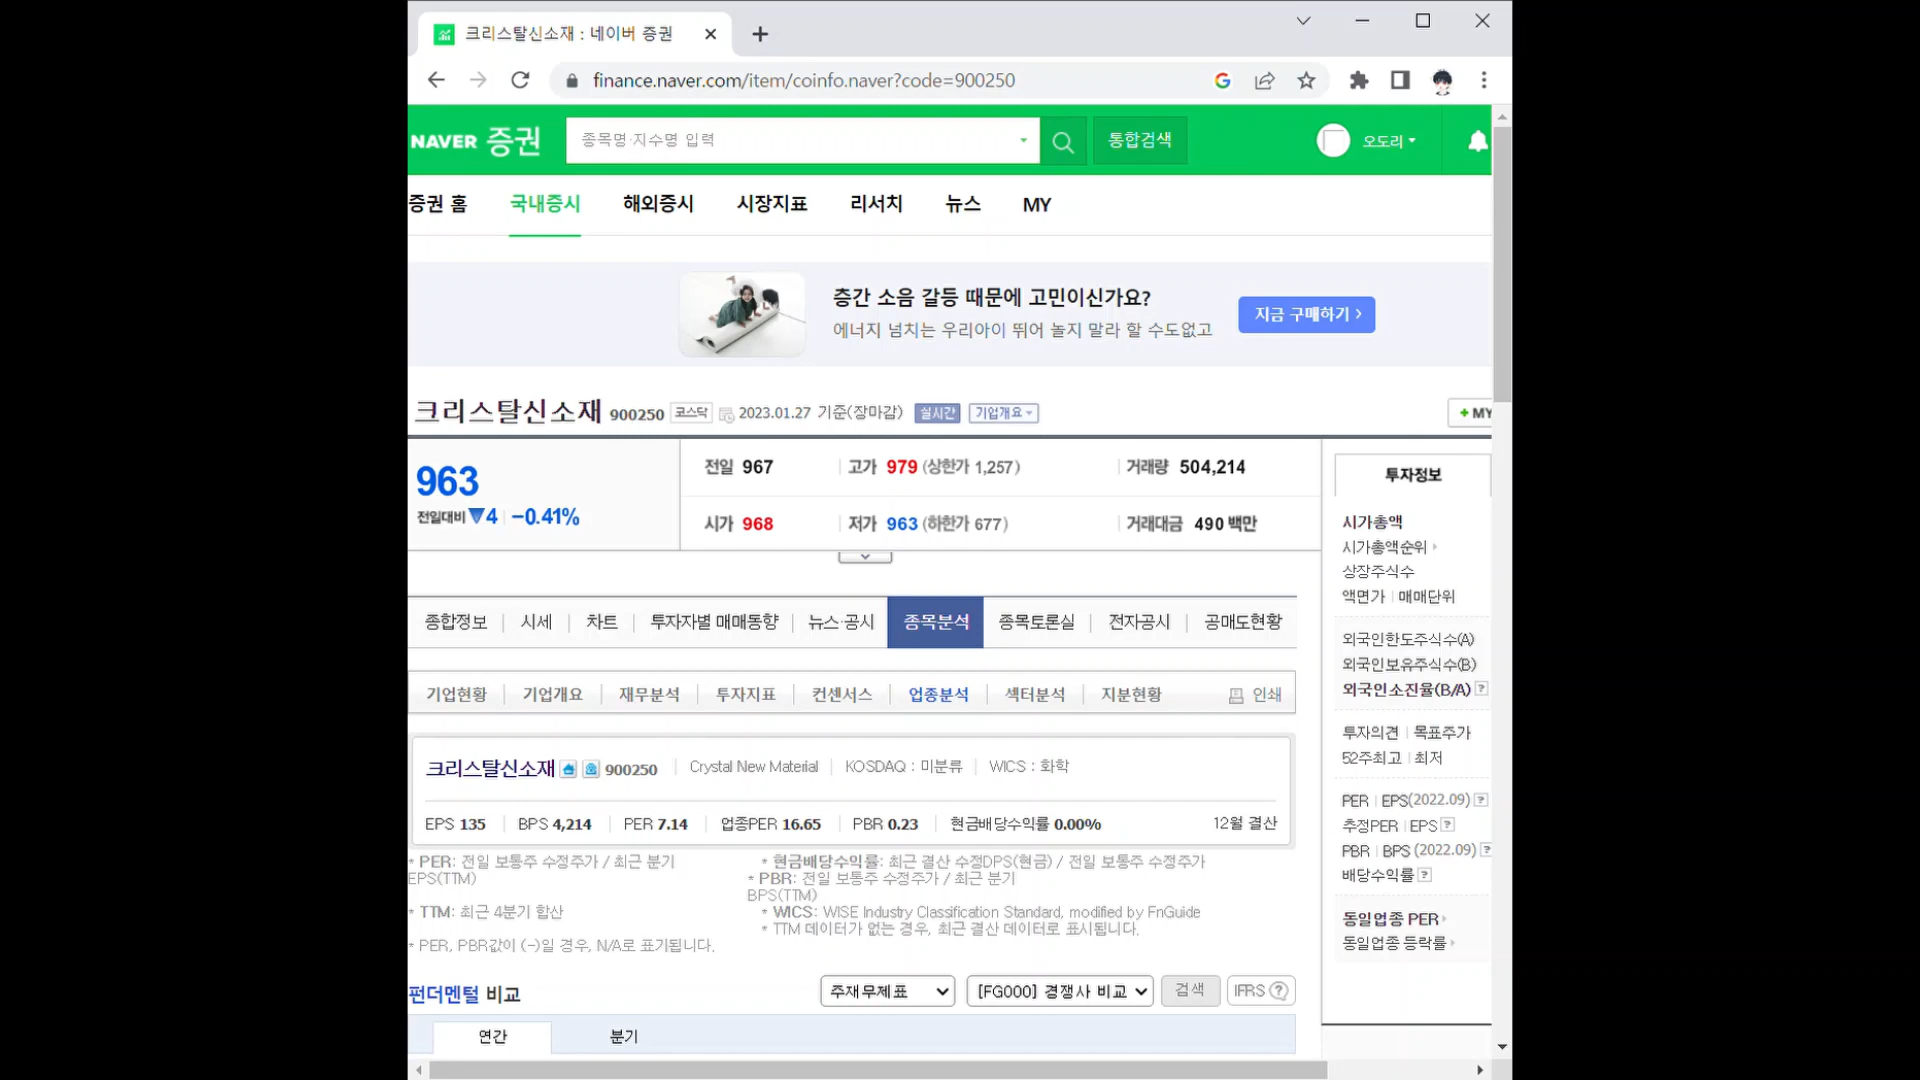 크리스탈신소재 : 네이버 증권
finance.naver.com/item/coinfo.naver?code=900250
NAVER 증권
종목명·지수명 입력
통합검색
오도리
증권 홈 국내증시 해외증시 시장지표 리서치 뉴스 MY
층간 소음 갈등 때문에 고민이신가요?
에너지 넘치는 우리아이 뛰어 놀지 말라 할 수도없고
지금 구매하기
크리스탈신소재 900250 코스닥 2023.01.27 기준(장마감) 실시간 기업개요
+ MY
963
전일대비 ▼4 | -0.41%
전일 967 고가 979 (상한가 1,257) 거래량 504,214
시가 968 저가 963 (하한가 677) 거래대금 490 백만
종합정보 시세 차트 투자자별 매매동향 뉴스·공시 종목분석 종목토론실 전자공시 공매도현황
기업현황 기업개요 재무분석 투자지표 컨센서스 업종분석 섹터분석 지분현황 인쇄
크리스탈신소재 900250 Crystal New Material KOSDAQ : 미분류 WICS : 화학
EPS 135 BPS 4,214 PER 7.14 업종PER 16.65 PBR 0.23 현금배당수익률 0.00% 12월 결산
* PER: 전일 보통주 수정주가 / 최근 분기
EPS(TTM)
* TTM: 최근 4분기 합산
* PER, PBR값이 (-)일 경우, N/A로 표기됩니다.
* 현금배당수익률: 최근 결산 수정DPS(현금) / 전일 보통주 수정주가
* PBR: 전일 보통주 수정주가 / 최근 분기
BPS(TTM)
* WICS: WISE Industry Classification Standard, modified by FnGuide
* TTM 데이터가 없는 경우, 최근 결산 데이터로 표시됩니다.
펀더멘털 비교
주재무제표 [FG000] 경쟁사 비교 검색 IFRS ?
연간 분기
투자정보
시가총액
시가총액순위
상장주식수
액면가 | 매매단위
외국인한도주식수(A)
외국인보유주식수(B)
외국인소진율(B/A) ?
투자의견 | 목표주가
52주최고 | 최저
PER | EPS(2022.09) ?
추정PER | EPS ?
PBR | BPS (2022.09) ?
배당수익률 ?
동일업종 PER
동일업종 등락률